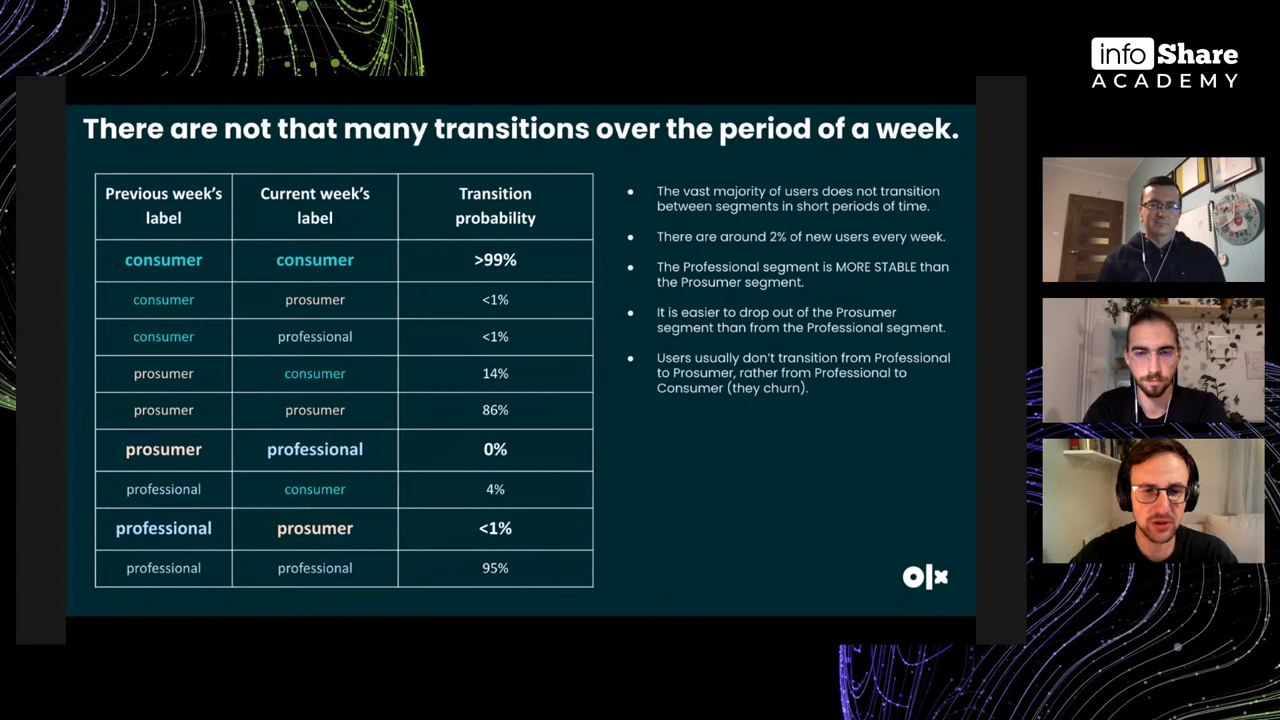 info Share
ACADEMY
There are not that many transitions over the period of a week.
Previous week's label
Current week's label
Transition probability
consumer consumer >99%
consumer prosumer <1%
consumer professional <1%
prosumer consumer 14%
prosumer prosumer 86%
prosumer professional 0%
professional consumer 4%
professional prosumer <1%
professional professional 95%
● The vast majority of users does not transition
between segments in short periods of time.
● There are around 2% of new users every week.
● The Professional segment is MORE STABLE than
the Prosumer segment.
● It is easier to drop out of the Prosumer
segment than from the Professional segment.
● Users usually don't transition from Professional
to Prosumer, rather from Professional to
Consumer (they churn).
olx